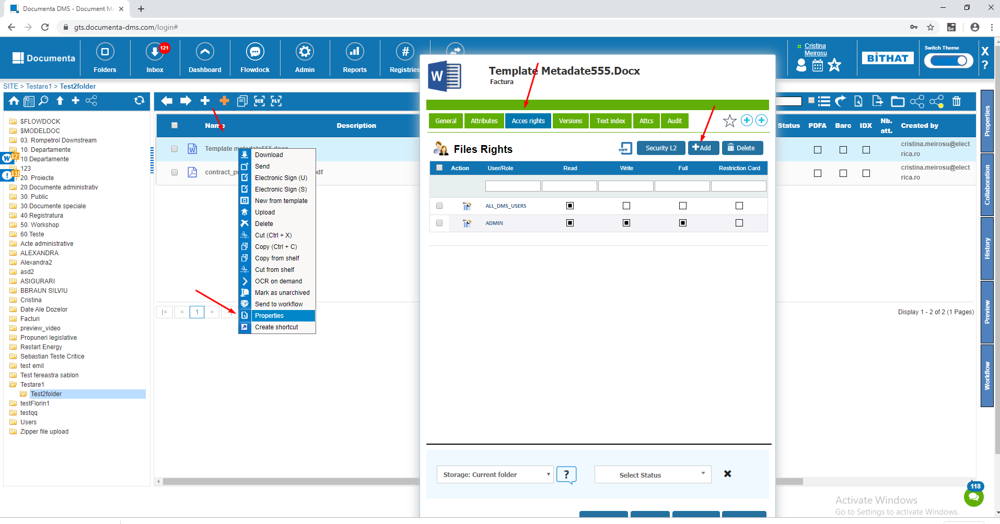 Documenta DMS - Document Ma
gts.documenta-dms.com/login#
Se
Documenta
Folders
121
Inbox
Dashboard
Flowdock
Admin
Reports
#
Registries
Cristina
Meirosu
BiTHAT
Switch Theme
X
?
SITE > Testare1 > Test2folder
OCR
FLY
$FLOWDOCK
$MODELDOC
03. Rompetrol Downstream
10. Departamente
10.Departamente
123
20. Proiecte
20.Documente administrativ
30. Public
30.Documente speciale
40.Registratura
50. Workshop
60.Teste
Acte administrative
ALEXANDRA
Alexandra2
asd2
ASIGURARI
BBRAUN SILVIU
Cristina
Date Ale Dozelor
Facturi
preview_video
Propuneri legislative
Restart Energy
Sebastian Teste Critice
test emil
Test fereastra sablon
Testare1
Test2folder
testFlorin1
testqq
Users
Zipper file upload
W
121
!
118
Name
Description
Template metadate555.docx
contract_pr
df
Download
Send
Electronic Sign (U)
Electronic Sign (S)
New from template
Upload
Delete
Cut (Ctrl + X)
Copy (Ctrl + C)
Copy from shelf
Cut from shelf
OCR on demand
Mark as unarchived
Send to workflow
Properties
Create shortcut
|<
<
1
>
W
Template Metadate555.Docx
Factura
General
Attributes
Acces rights
Versions
Text index
Attcs
Audit
Files Rights
CSV
Security L2
Add
Delete
Action
User/Role
Read
Write
Full
Restriction Card
ALL_DMS_USERS
ADMIN
Storage: Current folder
?
Select Status
Status
PDFA
Barc
IDX
Nb. att.
Created by
cristina.meirosu@elect
rica.ro
cristina.meirosu@elect
rica.ro
Display 1 - 2 of 2 (1 Pages)
Properties
Collaboration
History
Preview
Workflow
118
Activate Windows
Go to Settings to activate Windows.